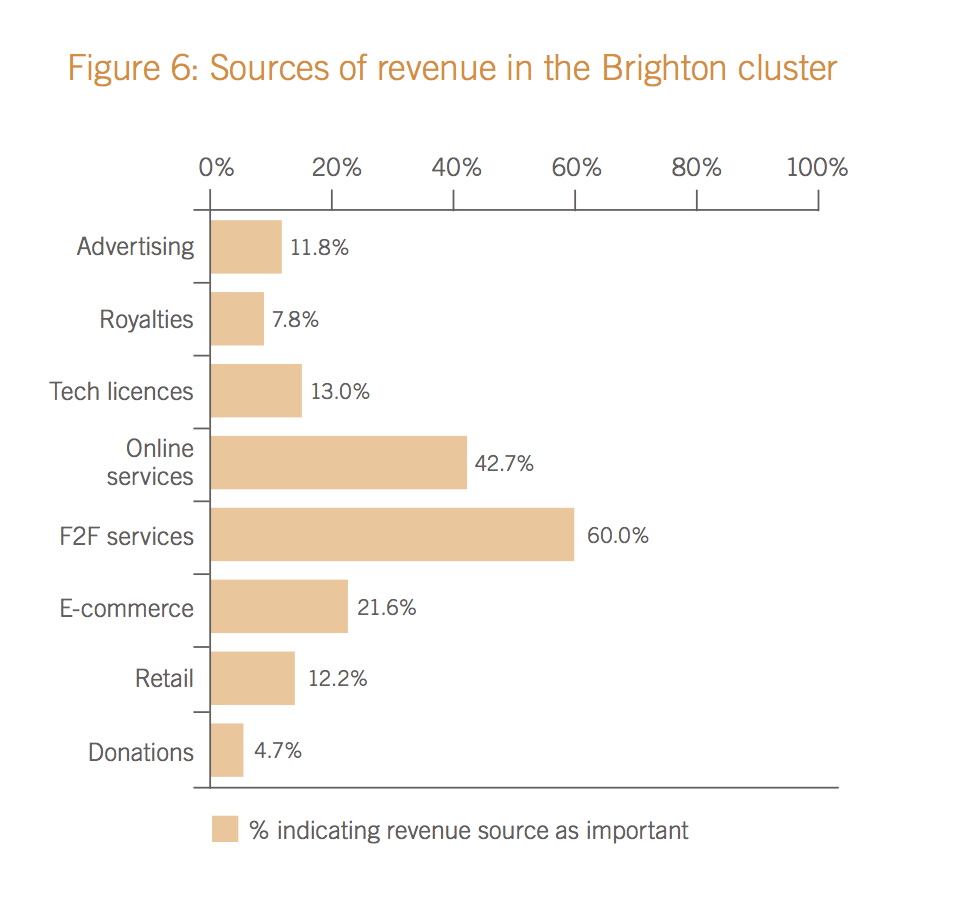 Figure 6: Sources of revenue in the Brighton cluster
0% 20% 40% 60% 80% 100%
Advertising 11.8%
Royalties 7.8%
Tech licences 13.0%
Online
services 42.7%
F2F services 60.0%
E-commerce 21.6%
Retail 12.2%
Donations 4.7%
% indicating revenue source as important